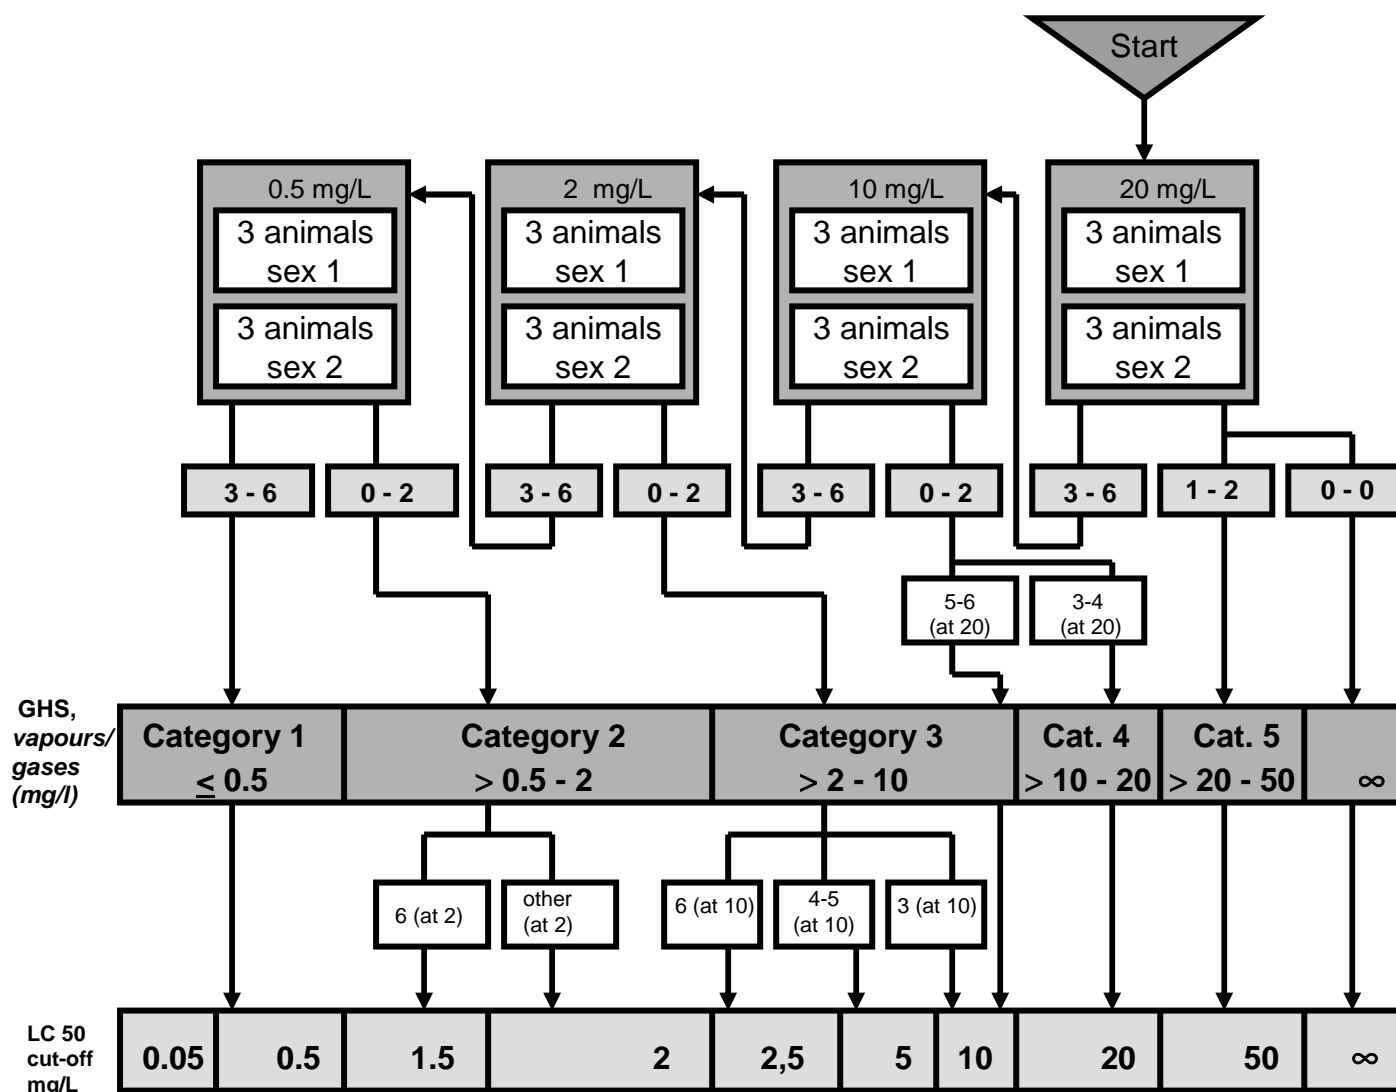 Start
0.5 mg/L
2 mg/L
10 mg/L
20 mg/L
3 animals
sex 1
3 animals
sex 1
3 animals
sex 1
3 animals
sex 1
3 animals
sex 2
3 animals
sex 2
3 animals
sex 2
3 animals
sex 2
3 - 6
0 - 2
3 - 6
0 - 2
3 - 6
0 - 2
3 - 6
1 - 2
0 - 0
5-6
(at 20)
3-4
(at 20)
GHS,
vapours/
gases
(mg/l)
Category 1
≤ 0.5
Category 2
> 0.5 - 2
Category 3
> 2 - 10
Cat. 4
> 10 - 20
Cat. 5
> 20 - 50
∞
6 (at 2)
other
(at 2)
6 (at 10)
4-5
(at 10)
3 (at 10)
LC 50
cut-off
mg/L
0.05
0.5
1.5
2
2,5
5
10
20
50
∞